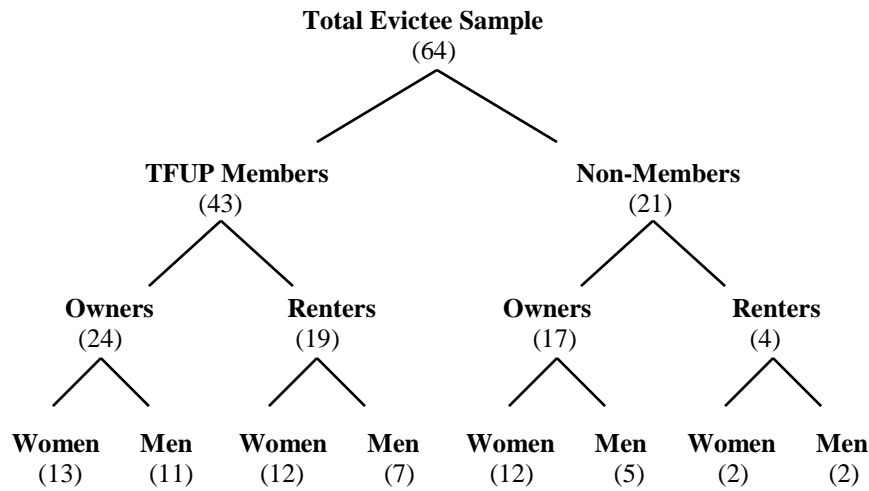 Total Evictee Sample
(64)
TFUP Members Non-Members
(43) (21)
Owners Renters Owners Renters
(24) (19) (17) (4)
Women Men Women Men Women Men Women Men
(13) (11) (12) (7) (12) (5) (2) (2)